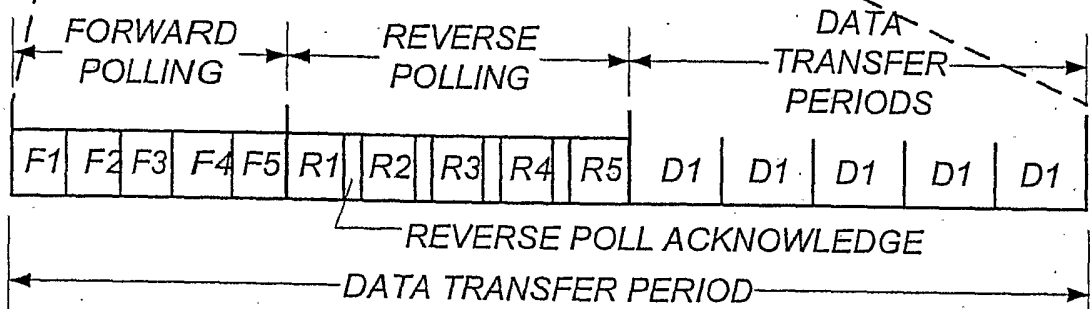 FORWARD
POLLING
REVERSE
POLLING
DATA
TRANSFER
PERIODS
F1 F2 F3 F4 F5 R1 R2 R3 R4 R5 D1 D1 D1 D1 D1
REVERSE POLL ACKNOWLEDGE
DATA TRANSFER PERIOD